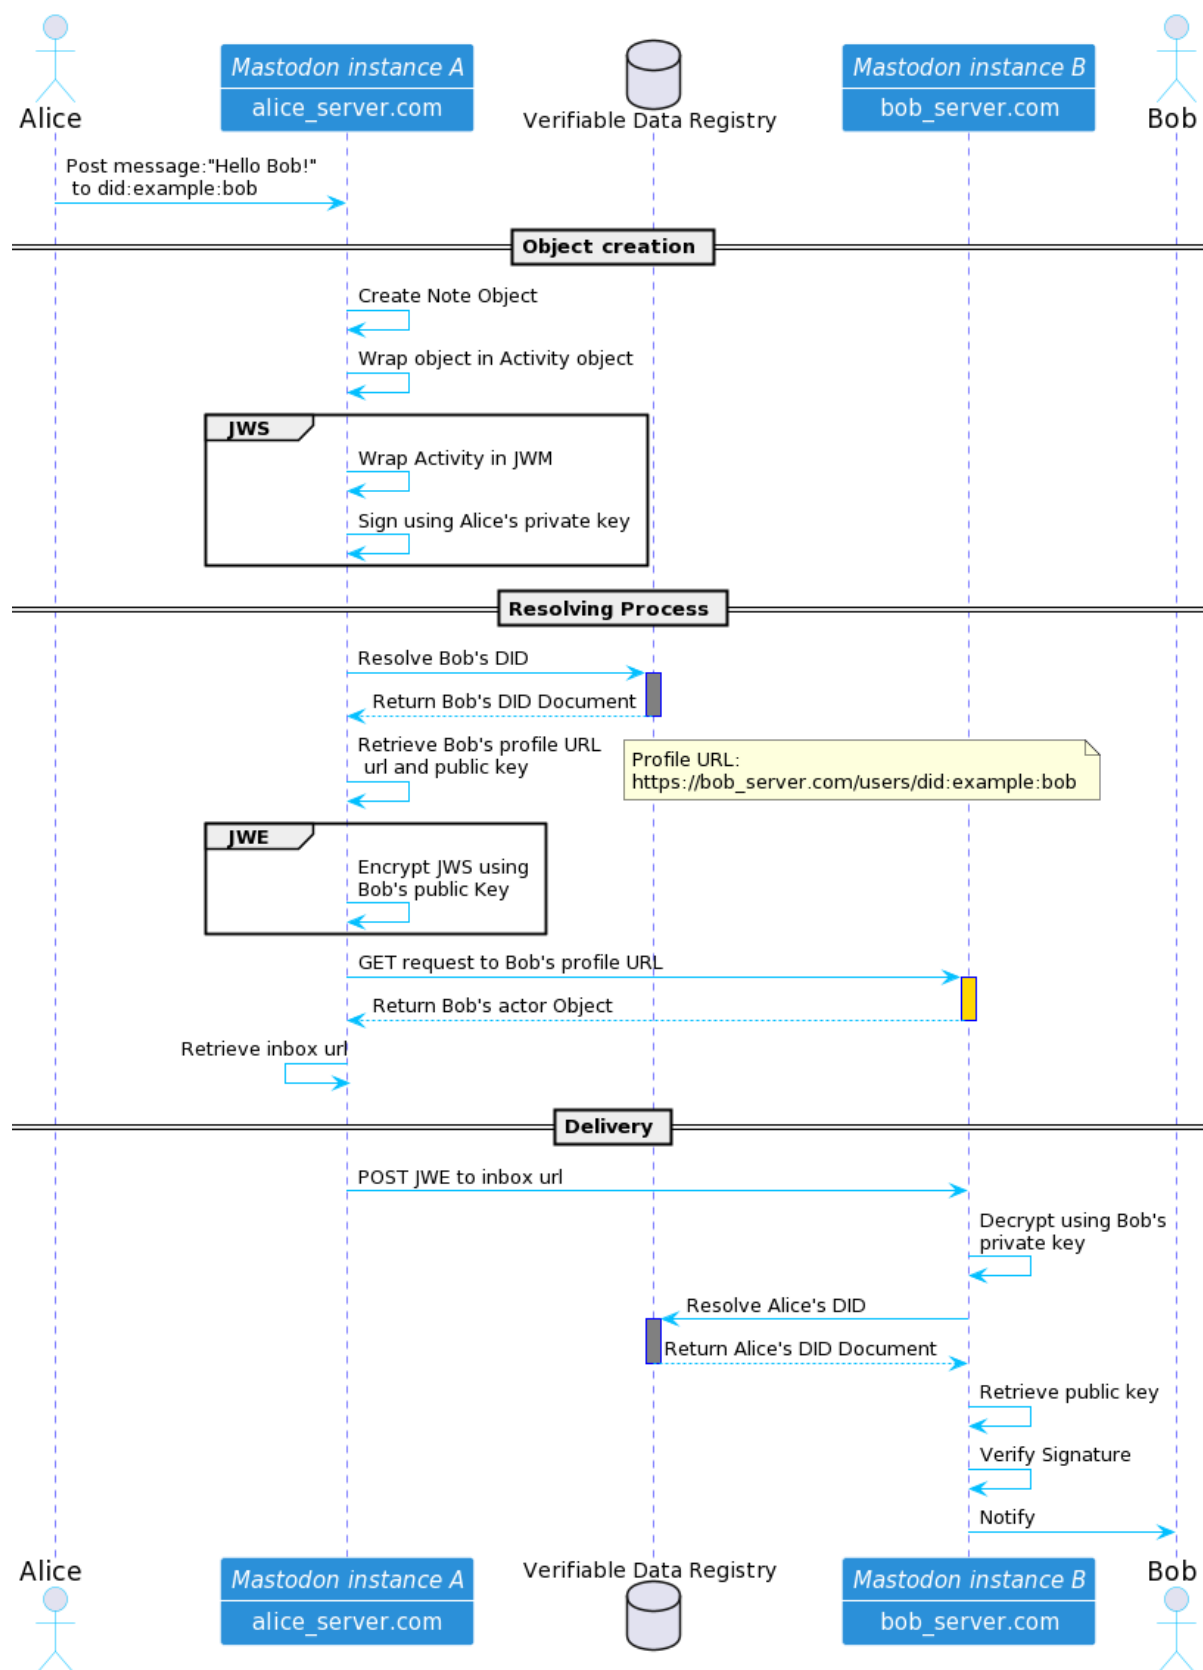 Alice
Mastodon instance A
alice_server.com
Verifiable Data Registry
Mastodon instance B
bob_server.com
Bob
Post message:"Hello Bob!"
to did:example:bob
Object creation
Create Note Object
Wrap object in Activity object
JWS
Wrap Activity in JWM
Sign using Alice's private key
Resolving Process
Resolve Bob's DID
Return Bob's DID Document
Retrieve Bob's profile URL
url and public key
Profile URL:
https://bob_server.com/users/did:example:bob
JWE
Encrypt JWS using
Bob's public Key
GET request to Bob's profile URL
Return Bob's actor Object
Retrieve inbox url
Delivery
POST JWE to inbox url
Decrypt using Bob's
private key
Resolve Alice's DID
Return Alice's DID Document
Retrieve public key
Verify Signature
Notify
Alice
Mastodon instance A
alice_server.com
Verifiable Data Registry
Mastodon instance B
bob_server.com
Bob